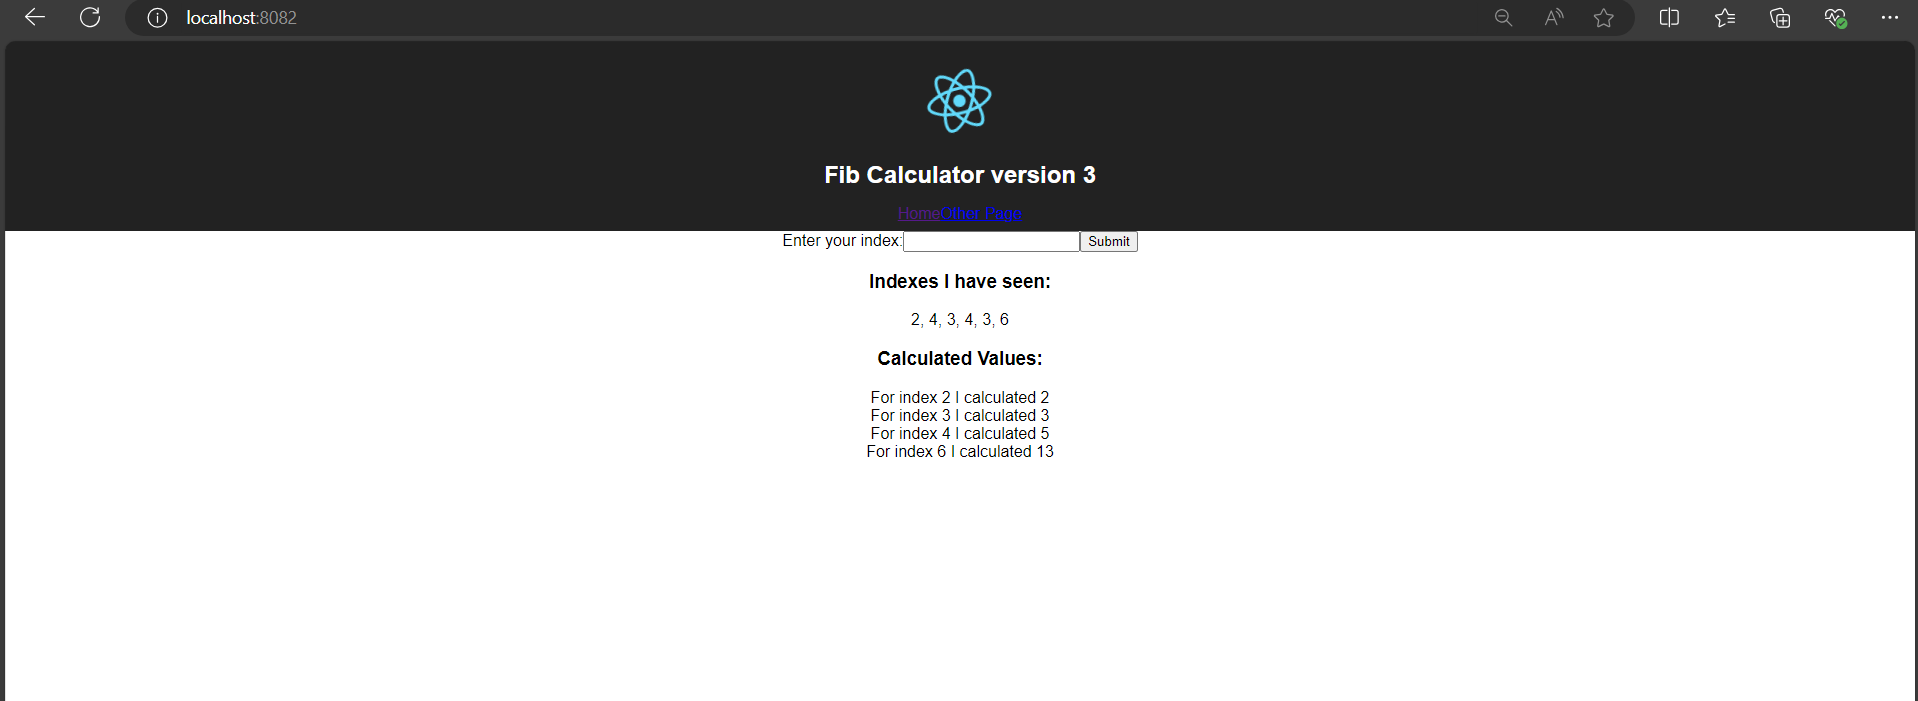 localhost:8082
Fib Calculator version 3
HomeOther Page
Enter your index: Submit
Indexes I have seen:
2, 4, 3, 4, 3, 6
Calculated Values:
For index 2 I calculated 2
For index 3 I calculated 3
For index 4 I calculated 5
For index 6 I calculated 13